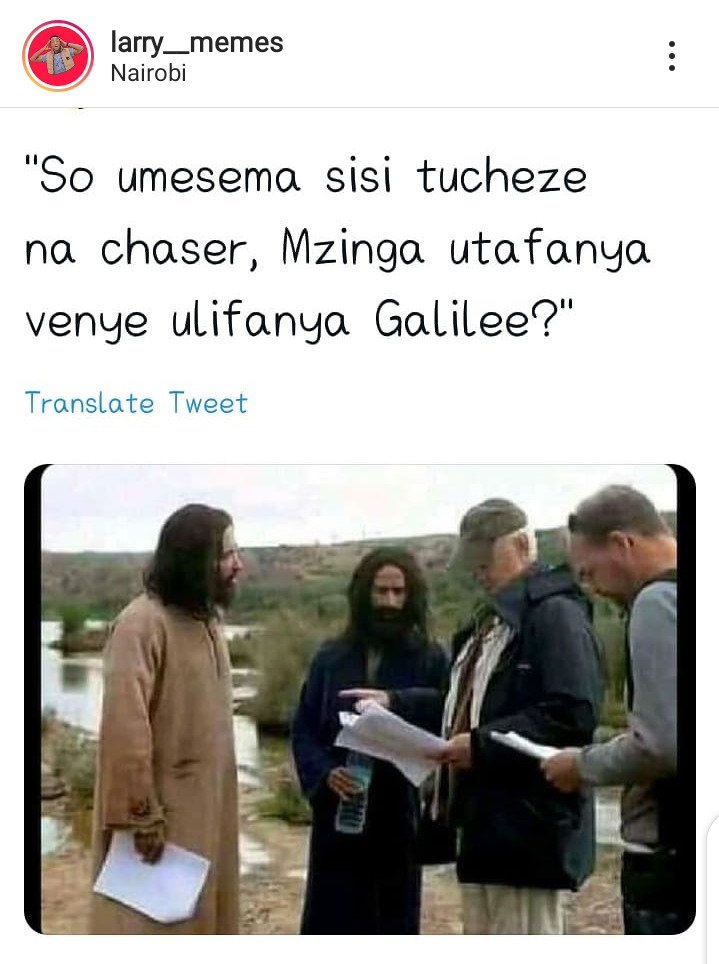 larry__memes
Nairobi
"So umesema sisi tucheze
na chaser, Mzinga utafanya
venye ulifanya Galilee?"
Translate Tweet